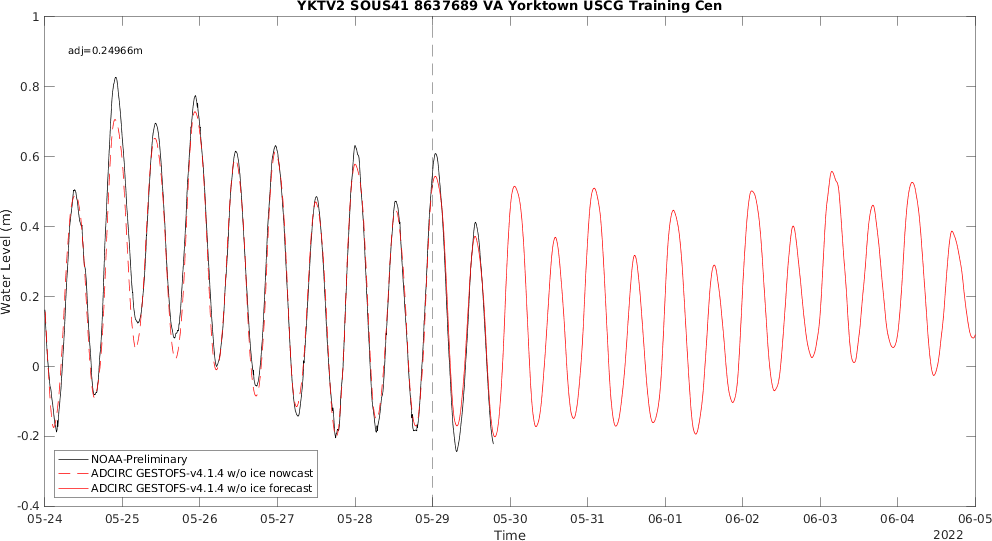 YKTV2 SOUS41 8637689 VA Yorktown USCG Training Cen
adj=0.24966m
1
0.8
0.6
0.4
0.2
0
-0.2
-0.4
Water Level (m)
NOAA-Preliminary
ADCIRC GESTOFS-v4.1.4 w/o ice nowcast
ADCIRC GESTOFS-v4.1.4 w/o ice forecast
05-24 05-25 05-26 05-27 05-28 05-29 05-30 05-31 06-01 06-02 06-03 06-04 06-05
Time
2022